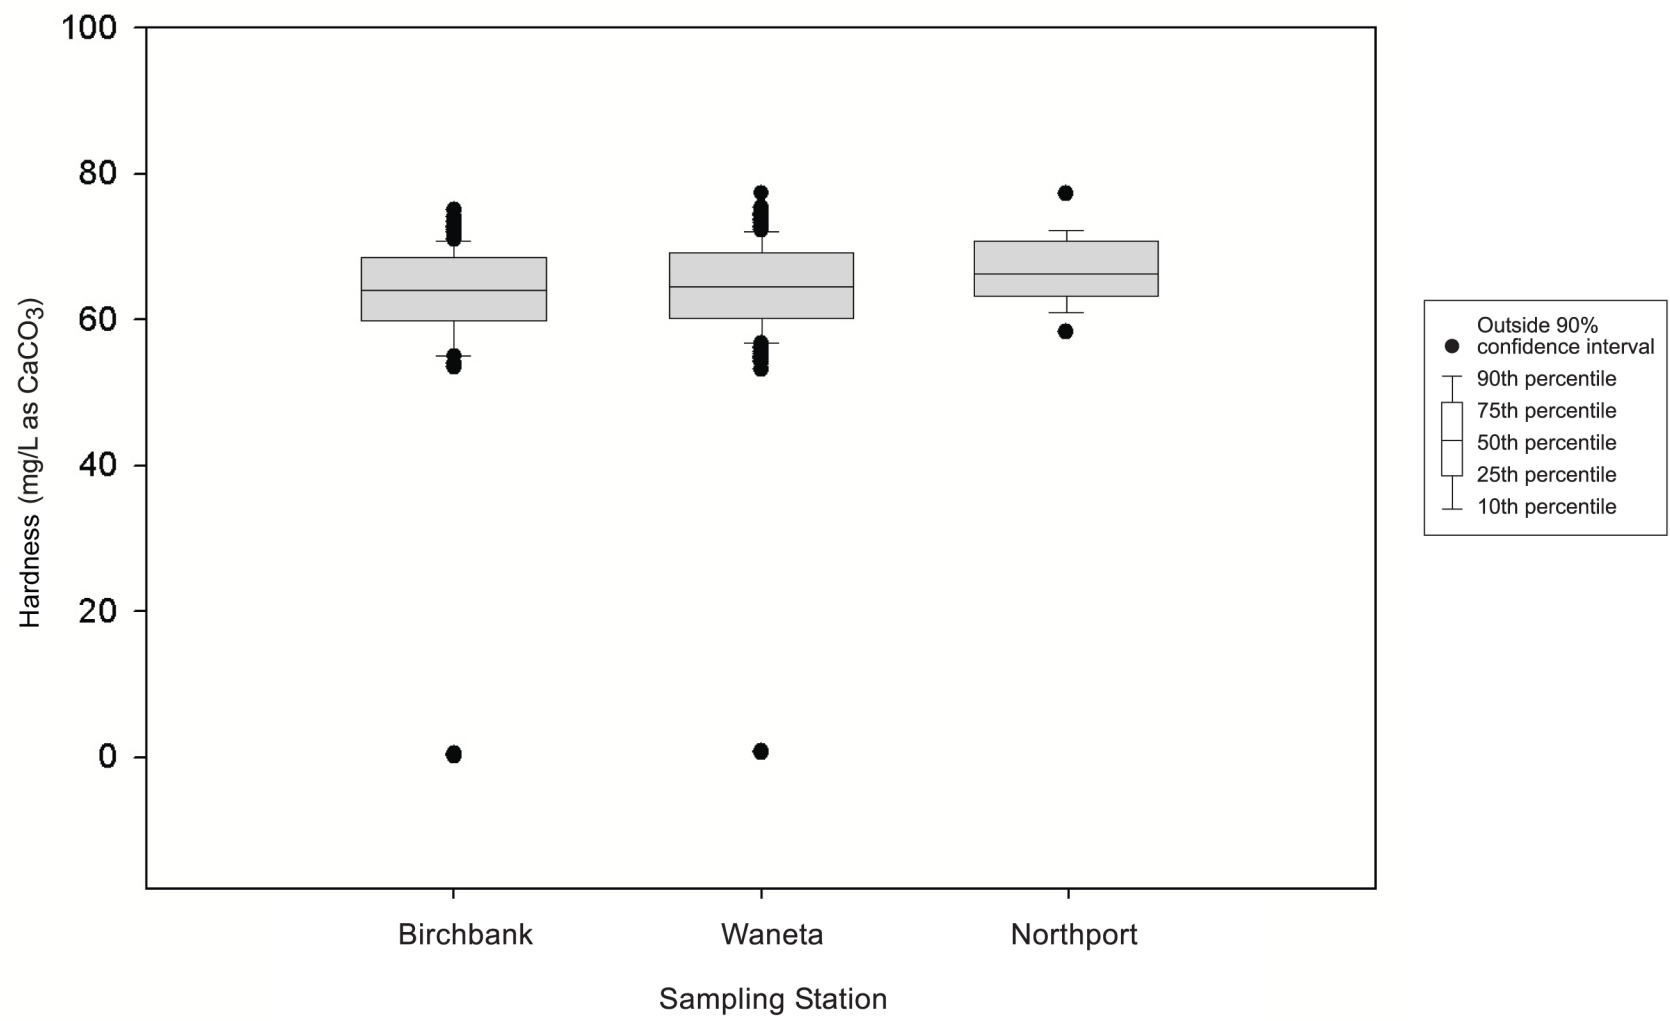 100
80
60
40
20
0
Hardness (mg/L as CaCO3)
Birchbank Waneta Northport
Sampling Station
Outside 90%
confidence interval
90th percentile
75th percentile
50th percentile
25th percentile
10th percentile